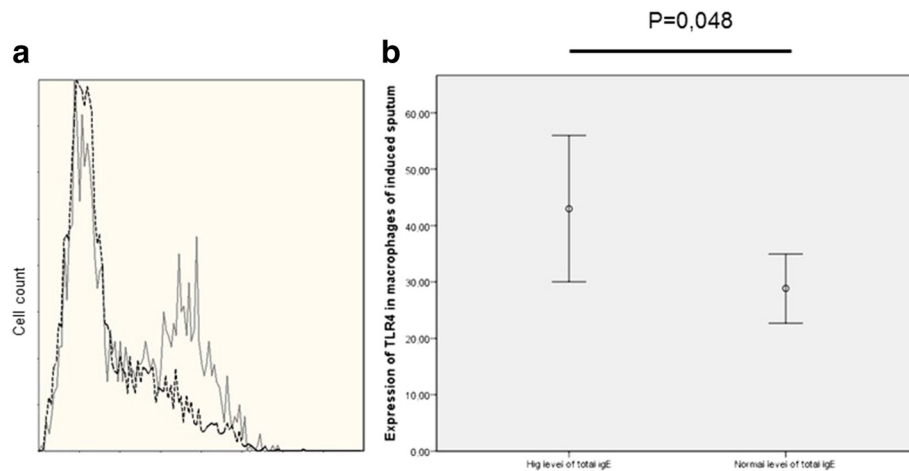 a
b
P=0,048
Cell count
Expression of TLR4 in macrophages of induced sputum
60.00
50.00
40.00
30.00
20.00
10.00
0.00
Hig level of total igE
Normal level of total igE